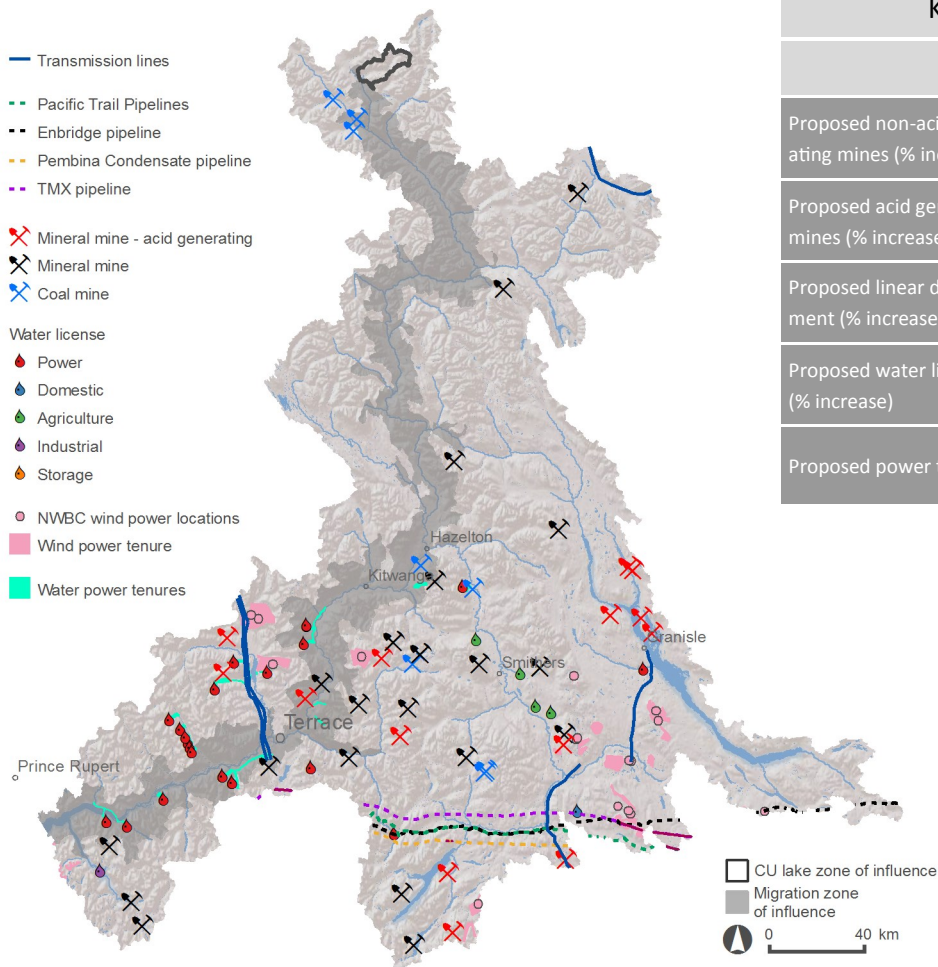 K
Transmission lines
Pacific Trail Pipelines
Enbridge pipeline
Pembina Condensate pipeline
TMX pipeline
Mineral mine - acid generating
Mineral mine
Coal mine
Water license
Power
Domestic
Agriculture
Industrial
Storage
NWBC wind power locations
Wind power tenure
Water power tenures
Proposed non-aci
ating mines (% inc
Proposed acid ge
mines (% increase
Proposed linear d
ment (% increase
Proposed water li
(% increase)
Proposed power t
Hazelton
Kitwanga
Granisle
Smithers
Terrace
Prince Rupert
CU lake zone of influence
Migration zone
of influence
0 40 km